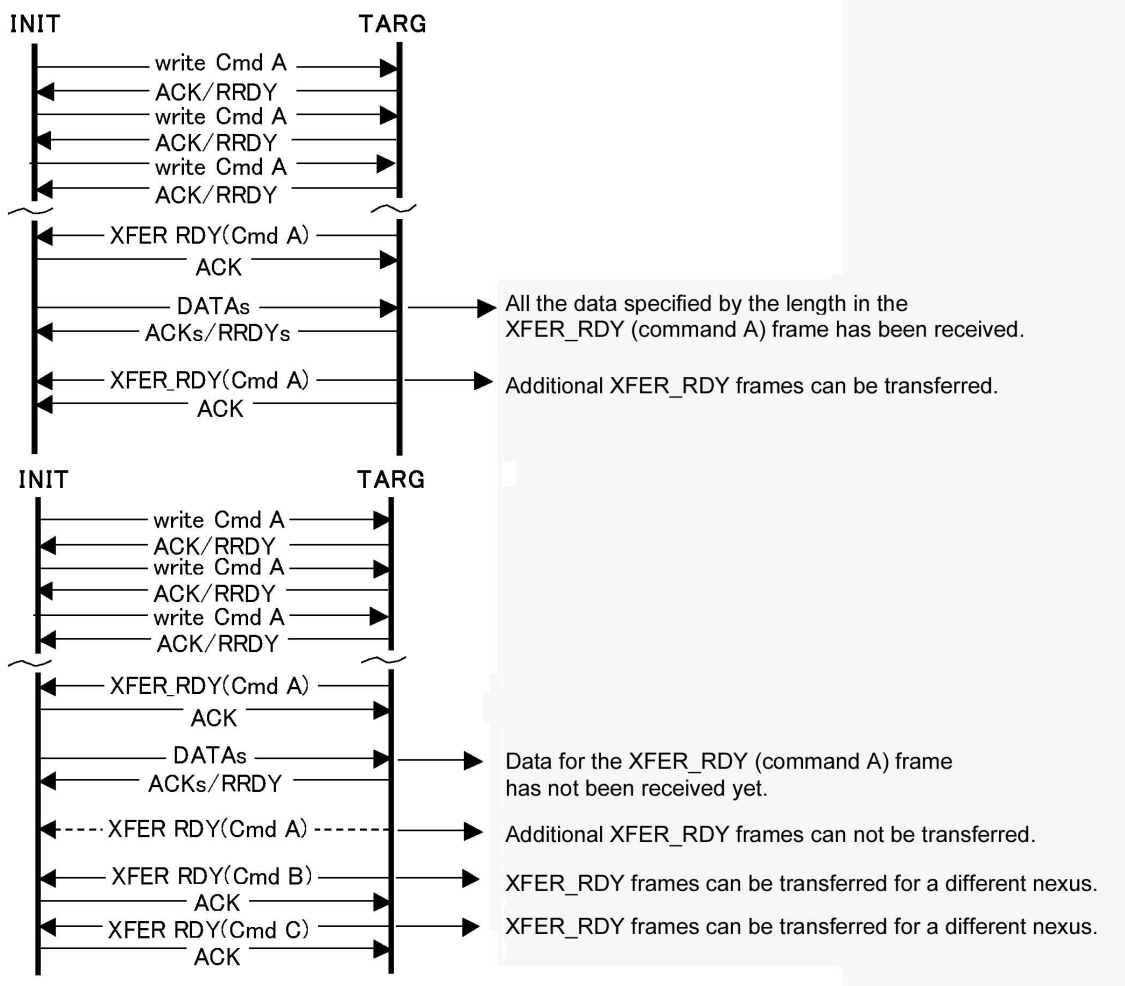 INIT TARG
write Cmd A
ACK/RRDY
write Cmd A
ACK/RRDY
write Cmd A
ACK/RRDY
XFER RDY(Cmd A)
ACK
DATAs
ACKs/RRDYs
All the data specified by the length in the
XFER_RDY (command A) frame has been received.
XFER_RDY(Cmd A)
Additional XFER_RDY frames can be transferred.
ACK
INIT TARG
write Cmd A
ACK/RRDY
write Cmd A
ACK/RRDY
write Cmd A
ACK/RRDY
XFER_RDY(Cmd A)
ACK
DATAs
ACKs/RRDY
Data for the XFER_RDY (command A) frame
has not been received yet.
XFER RDY(Cmd A)
Additional XFER_RDY frames can not be transferred.
XFER RDY(Cmd B)
XFER_RDY frames can be transferred for a different nexus.
ACK
XFER RDY(Cmd C)
XFER_RDY frames can be transferred for a different nexus.
ACK